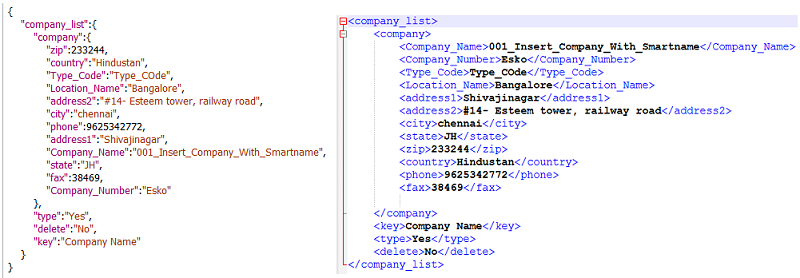 {
"company_list":{
"company":{
"zip":233244,
"country":"Hindustan",
"Type_Code":"Type_COde",
"Location_Name":"Bangalore",
"address2":"#14- Esteem tower, railway road",
"city":"chennai",
"phone":9625342772,
"address1":"Shivajinagar",
"Company_Name":"001_Insert_Company_With_Smartname",
"state":"JH",
"fax":38469,
"Company_Number":"Esko"
},
"type":"Yes",
"delete":"No",
"key":"Company Name"
}
}
<company_list>
<company>
<Company_Name>001_Insert_Company_With_Smartname</Company_Name>
<Company_Number>Esko</Company_Number>
<Type_Code>Type_COde</Type_Code>
<Location_Name>Bangalore</Location_Name>
<address1>Shivajinagar</address1>
<address2>#14- Esteem tower, railway road</address2>
<city>chennai</city>
<state>JH</state>
<zip>233244</zip>
<country>Hindustan</country>
<phone>9625342772</phone>
<fax>38469</fax>
</company>
<key>Company Name</key>
<type>Yes</type>
<delete>No</delete>
</company_list>